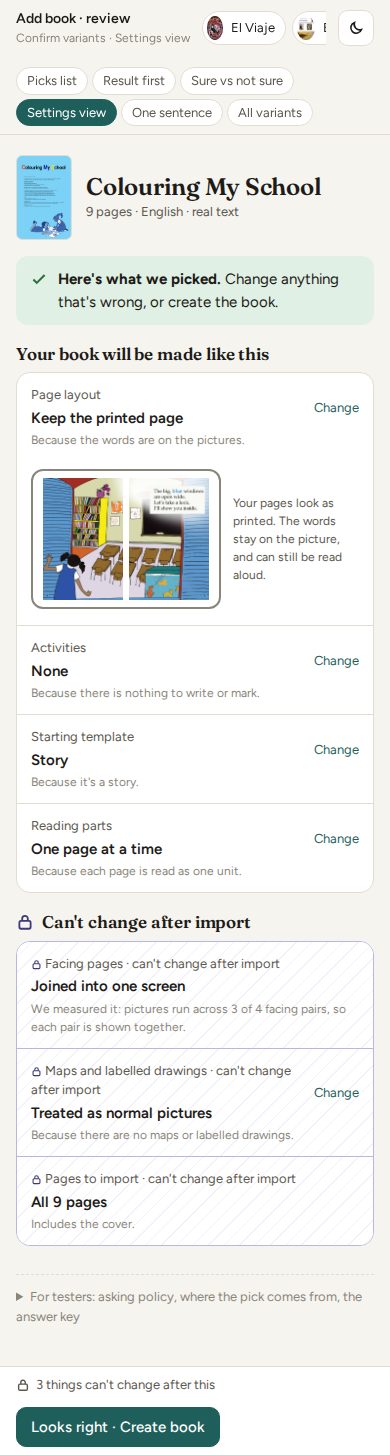 Add book · review
Confirm variants · Settings view
El Viaje
Picks list
Result first
Sure vs not sure
Settings view
One sentence
All variants
Colouring My School
Colouring My School
9 pages · English · real text
Here's what we picked. Change anything
that's wrong, or create the book.
Your book will be made like this
Page layout
Keep the printed page
Because the words are on the pictures.
Change
The big, blue windows
are open wide.
Let's take a look,
I'll show you inside.
Your pages look as
printed. The words
stay on the picture,
and can still be read
aloud.
Activities
None
Because there is nothing to write or mark.
Change
Starting template
Story
Because it's a story.
Change
Reading parts
One page at a time
Because each page is read as one unit.
Change
Can't change after import
Facing pages · can't change after import
Joined into one screen
We measured it: pictures run across 3 of 4 facing pairs, so
each pair is shown together.
Maps and labelled drawings · can't change
after import
Treated as normal pictures
Because there are no maps or labelled drawings.
Change
Pages to import · can't change after import
All 9 pages
Includes the cover.
For testers: asking policy, where the pick comes from, the
answer key
3 things can't change after this
Looks right · Create book